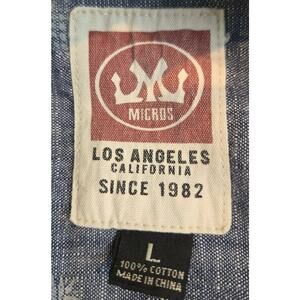 MICROS
LOS ANGELES
CALIFORNIA
SINCE 1982
L
100% COTTON
MADE IN CHINA